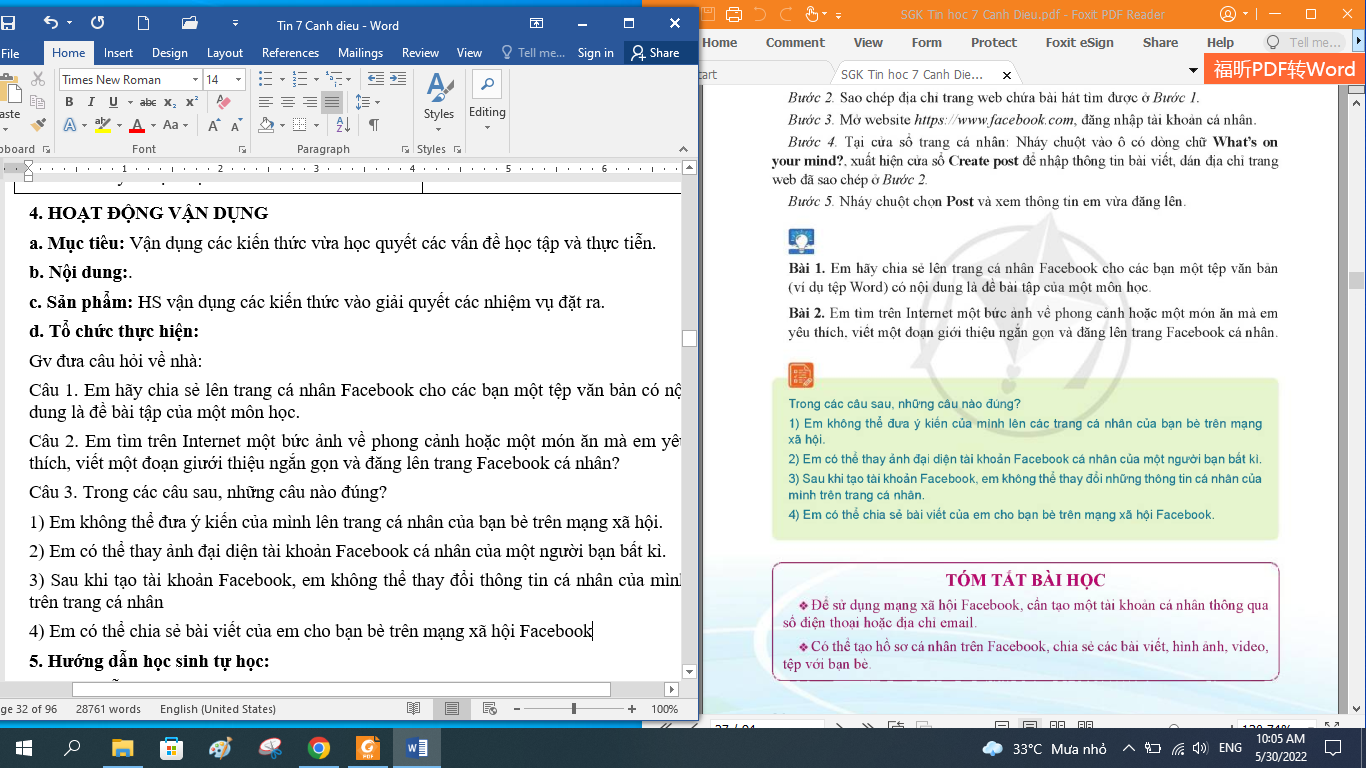 Tin 7 Canh dieu - Word
File
Home
Insert
Design
Layout
References
Mailings
Review
View
Tell me...
Sign in
Share
Times New Roman
14
aste
B I U abc x₂ x²
A ab A Aa A A
Styles
Editing
pboard
Font
Paragraph
Styles
4. HOẠT ĐỘNG VẬN DỤNG
a. Mục tiêu: Vận dụng các kiến thức vừa học quyết các vấn đề học tập và thực tiễn.
b. Nội dung:.
c. Sản phẩm: HS vận dụng các kiến thức vào giải quyết các nhiệm vụ đặt ra.
d. Tổ chức thực hiện:
Gv đưa câu hỏi về nhà:
Câu 1. Em hãy chia sẻ lên trang cá nhân Facebook cho các bạn một tệp văn bản có nội
dung là đề bài tập của một môn học.
Câu 2. Em tìm trên Internet một bức ảnh về phong cảnh hoặc một món ăn mà em yêu
thích, viết một đoạn giưới thiệu ngắn gọn và đăng lên trang Facebook cá nhân?
Câu 3. Trong các câu sau, những câu nào đúng?
1) Em không thể đưa ý kiến của mình lên trang cá nhân của bạn bè trên mạng xã hội.
2) Em có thể thay ảnh đại diện tài khoản Facebook cá nhân của một người bạn bất kì.
3) Sau khi tạo tài khoản Facebook, em không thể thay đổi thông tin cá nhân của mình
trên trang cá nhân
4) Em có thể chia sẻ bài viết của em cho bạn bè trên mạng xã hội Facebook
5. Hướng dẫn học sinh tự học:
ge 32 of 96
28761 words
English (United States)
100%
SGK Tin hoc 7 Canh Dieu.pdf - Foxit PDF Reader
Home
Comment
View
Form
Protect
Foxit eSign
Share
Help
Tell me...
tart
SGK Tin hoc 7 Canh Die...
福昕PDF转Word
Bước 2. Sao chép địa chỉ trang web chứa bài hát tìm được ở Bước 1.
Bước 3. Mở website https://www.facebook.com, đăng nhập tài khoản cá nhân.
Bước 4. Tại cửa sổ trang cá nhân: Nháy chuột vào ô có dòng chữ What's on
your mind?, xuất hiện cửa sổ Create post để nhập thông tin bài viết, dán địa chỉ trang
web đã sao chép ở Bước 2.
Bước 5. Nháy chuột chọn Post và xem thông tin em vừa đăng lên.
Bài 1. Em hãy chia sẻ lên trang cá nhân Facebook cho các bạn một tệp văn bản
(ví dụ tệp Word) có nội dung là đề bài tập của một môn học.
Bài 2. Em tìm trên Internet một bức ảnh về phong cảnh hoặc một món ăn mà em
yêu thích, viết một đoạn giới thiệu ngắn gọn và đăng lên trang Facebook cá nhân.
Trong các câu sau, những câu nào đúng?
1) Em không thể đưa ý kiến của mình lên các trang cá nhân của bạn bè trên mạng
xã hội.
2) Em có thể thay ảnh đại diện tài khoản Facebook cá nhân của một người bạn bất kì.
3) Sau khi tạo tài khoản Facebook, em không thể thay đổi những thông tin cá nhân của
mình trên trang cá nhân.
4) Em có thể chia sẻ bài viết của em cho bạn bè trên mạng xã hội Facebook.
TÓM TẮT BÀI HỌC
❖ Để sử dụng mạng xã hội Facebook, cần tạo một tài khoản cá nhân thông qua
số điện thoại hoặc địa chỉ email.
❖ Có thể tạo hồ sơ cá nhân trên Facebook, chia sẻ các bài viết, hình ảnh, video,
tệp với bạn bè.
33°C Mưa nhỏ
ENG
10:05 AM
5/30/2022